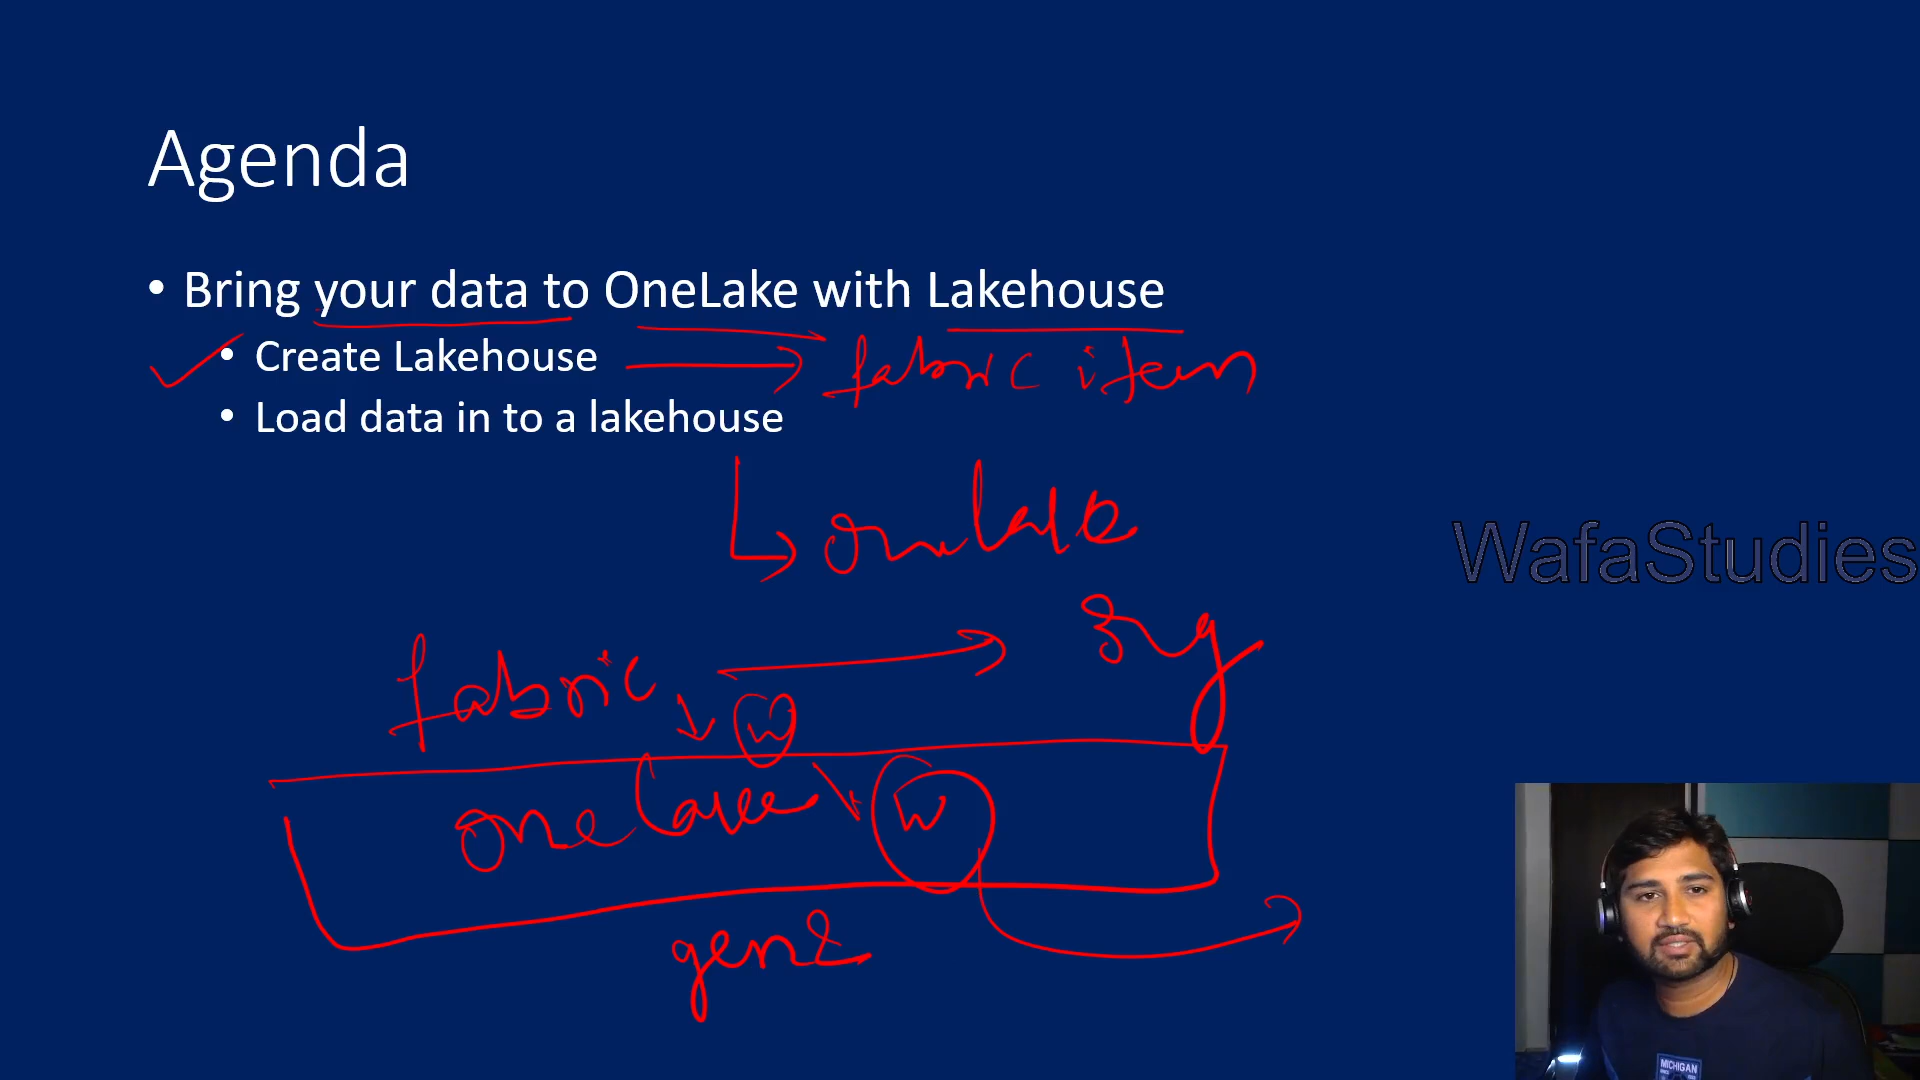 Agenda
• Bring your data to OneLake with Lakehouse
• Create Lakehouse
fabric item
• Load data in to a lakehouse
onelake
WafaStudies
fabric
org
W
onelake
W
gen2
MICHIGAN